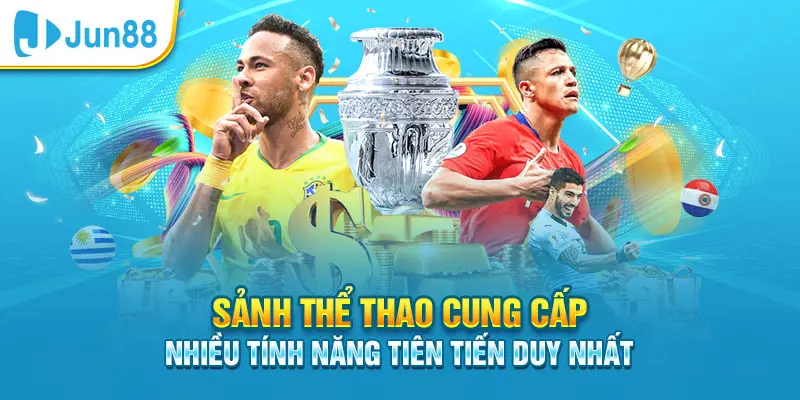 Jun88
SẢNH THỂ THAO CUNG CẤP
NHIỀU TÍNH NĂNG TIÊN TIẾN DUY NHẤT